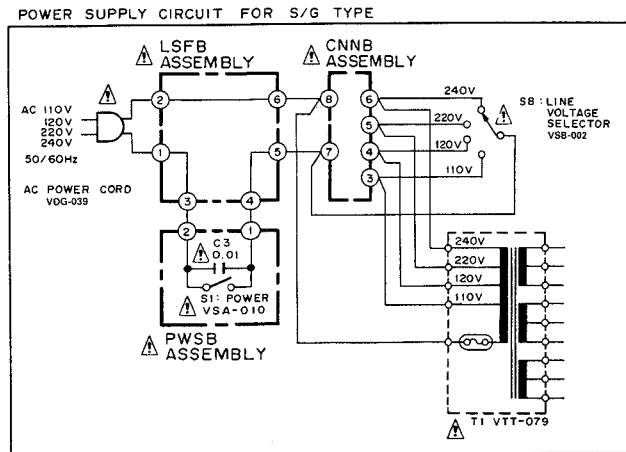 POWER SUPPLY CIRCUIT FOR S/G TYPE
LSFB
ASSEMBLY
CNNB
ASSEMBLY
AC 110V
120V
220V
240V
50/60Hz
AC POWER CORD
VDG-039
2
6
1
5
3
4
2
1
C3
0.01
S1: POWER
VSA-010
PWSB
ASSEMBLY
8
6
5
7
4
3
240V
220V
120V
110V
S8: LINE
VOLTAGE
SELECTOR
VSB-002
240V
220V
120V
110V
T1 VTT-079